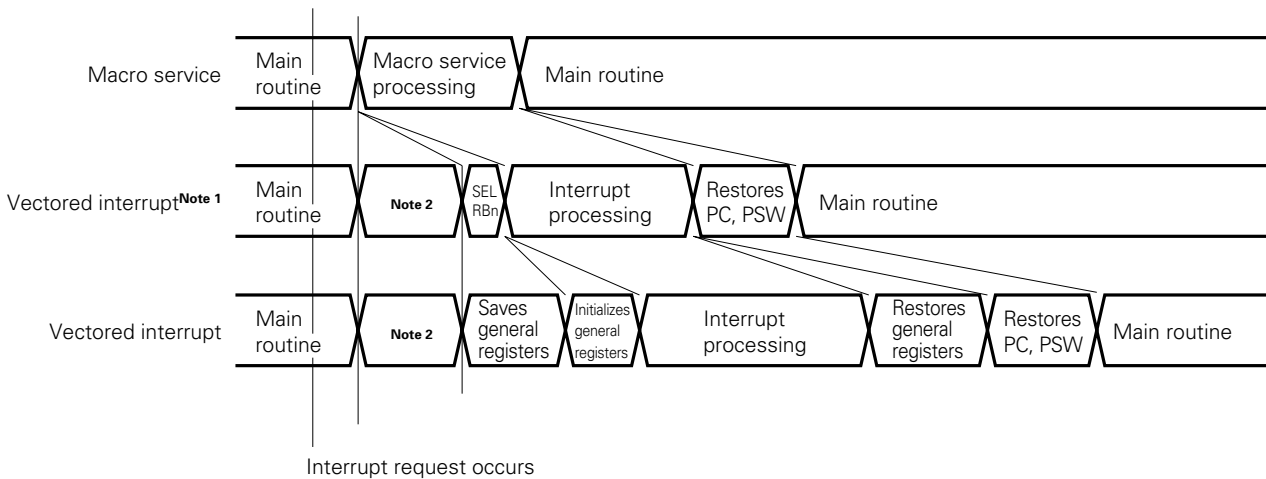 Macro service
Main
routine
Macro service
processing
Main routine
Vectored interruptNote 1
Main
routine
Note 2
SEL
RBn
Interrupt
processing
Restores
PC, PSW
Main routine
Vectored interrupt
Main
routine
Note 2
Saves
general
registers
Initializes
general
registers
Interrupt
processing
Restores
general
registers
Restores
PC, PSW
Main routine
Interrupt request occurs